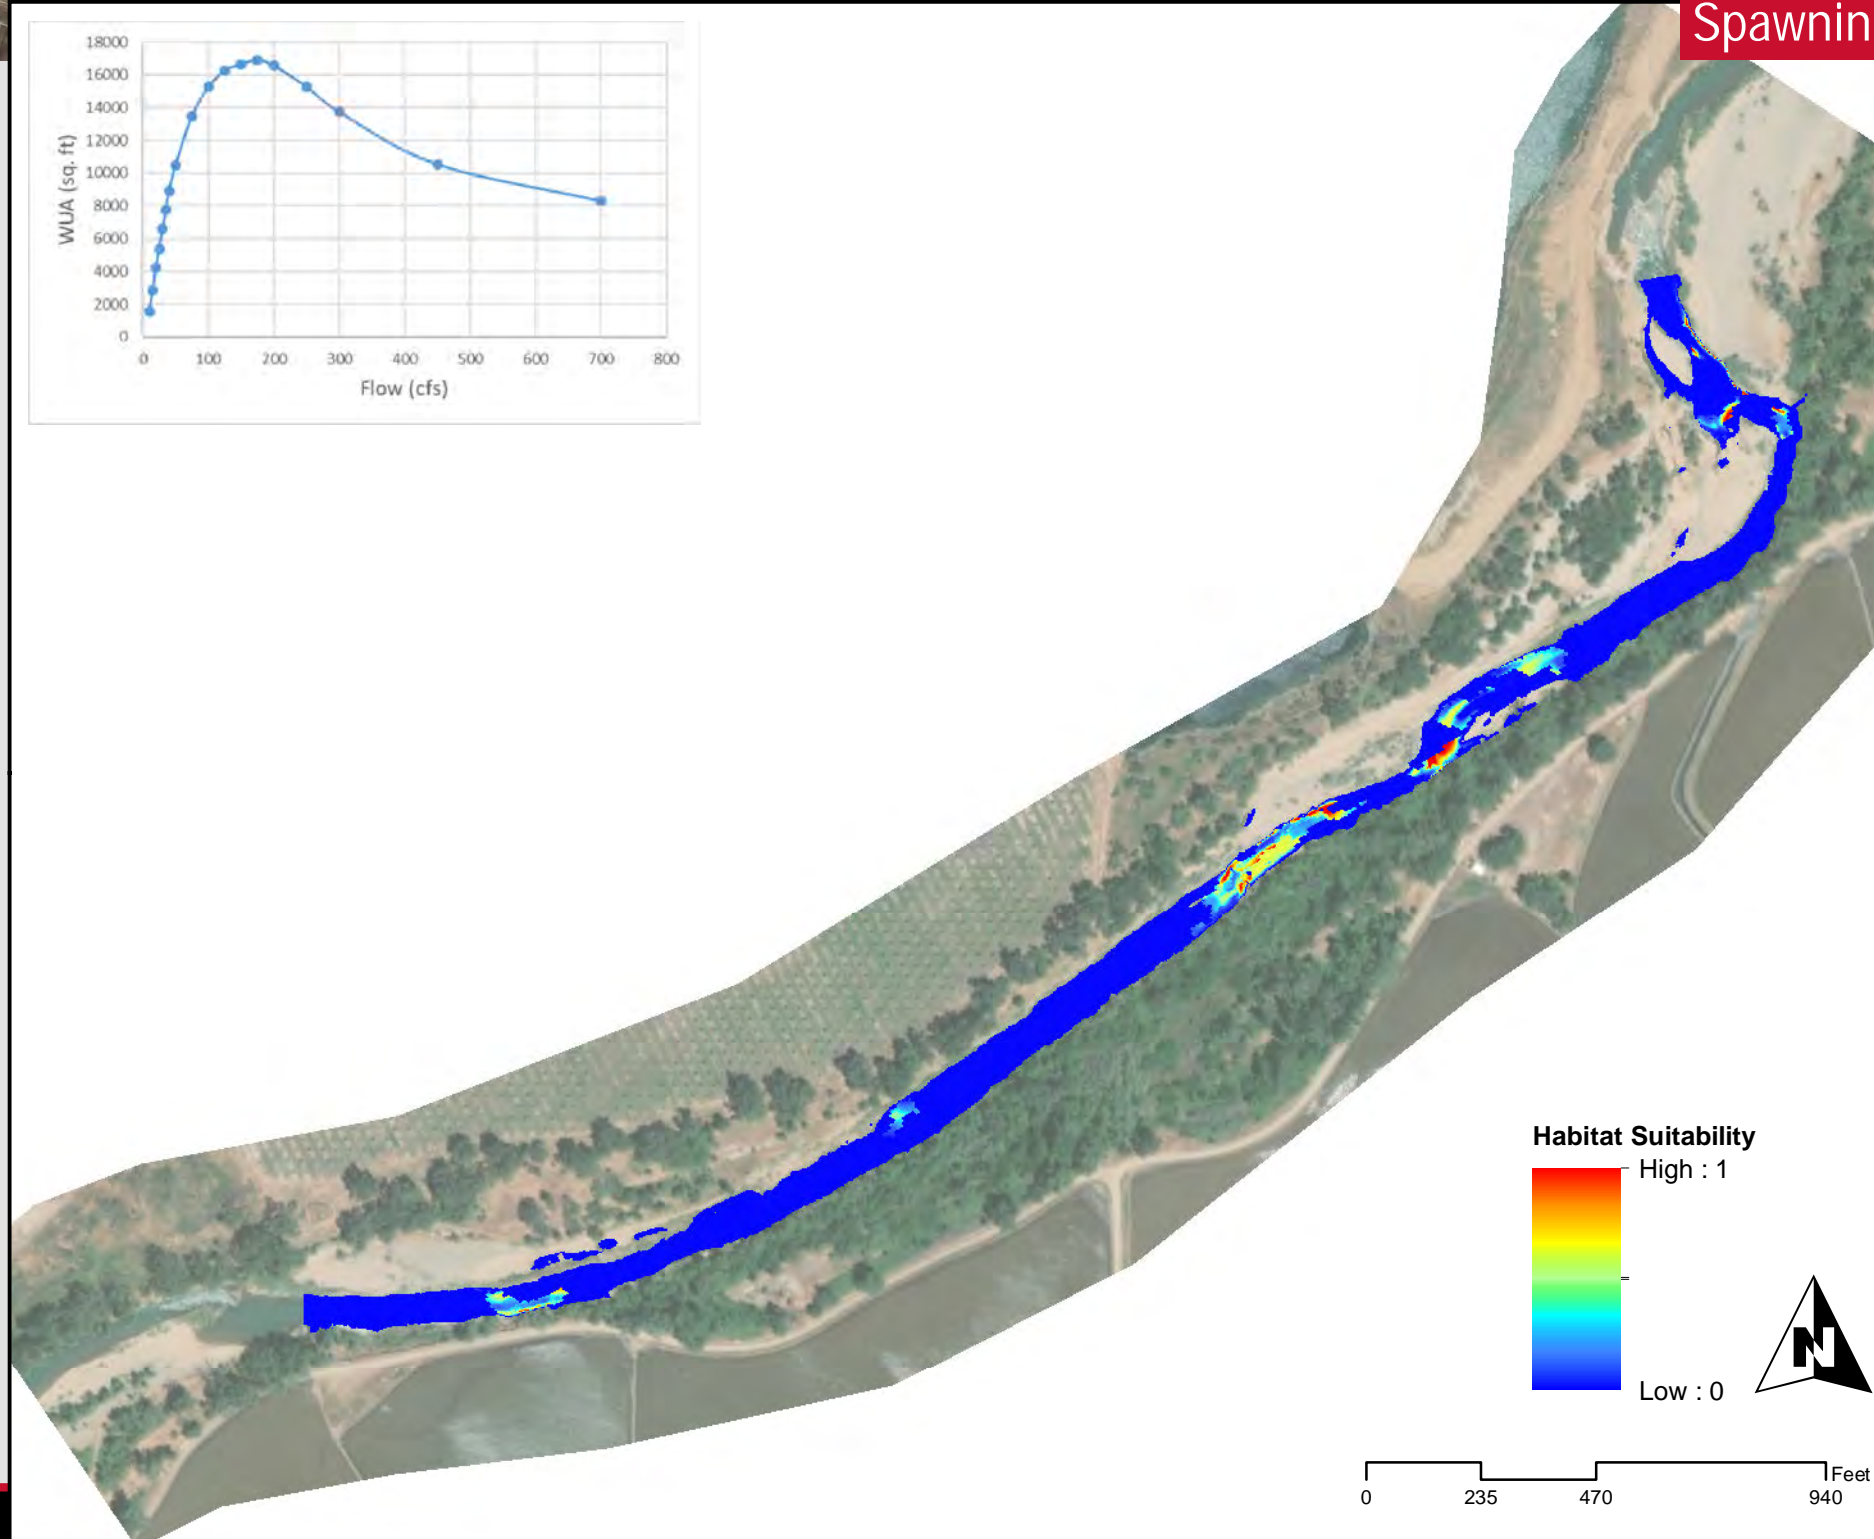 Spawnin
18000
16000
14000
12000
10000
8000
6000
4000
2000
0
WUA (sq. ft)
0 100 200 300 400 500 600 700 800
Flow (cfs)
Habitat Suitability
High : 1
Low : 0
N
Feet
0 235 470 940